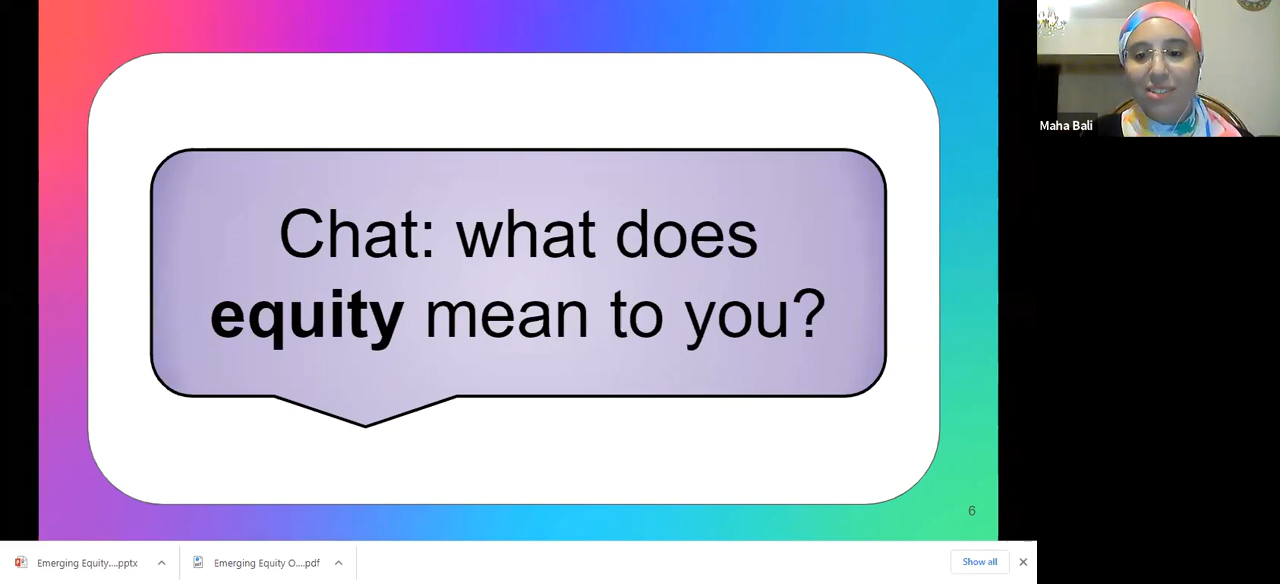 Chat: what does
equity mean to you?
Maha Bali
6
Emerging Equity....pptx
Emerging Equity O....pdf
Show all